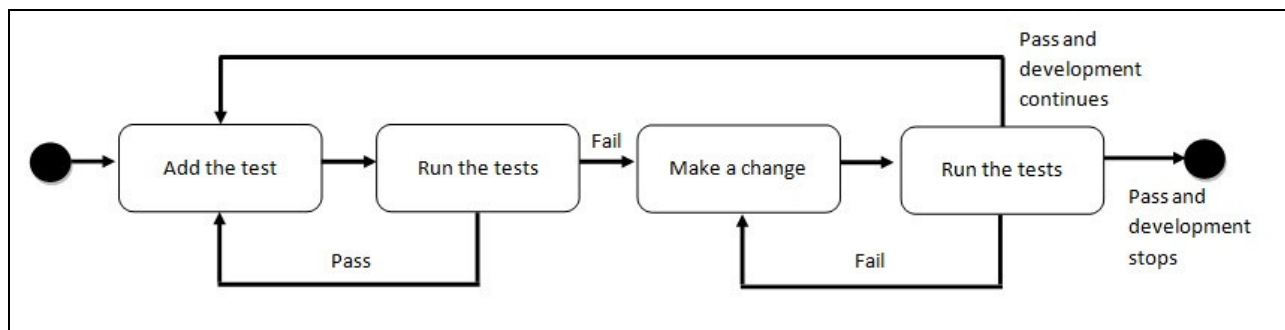 Pass and
development
continues
Add the test
Run the tests
Fail
Make a change
Run the tests
Pass
Fail
Pass and
development
stops